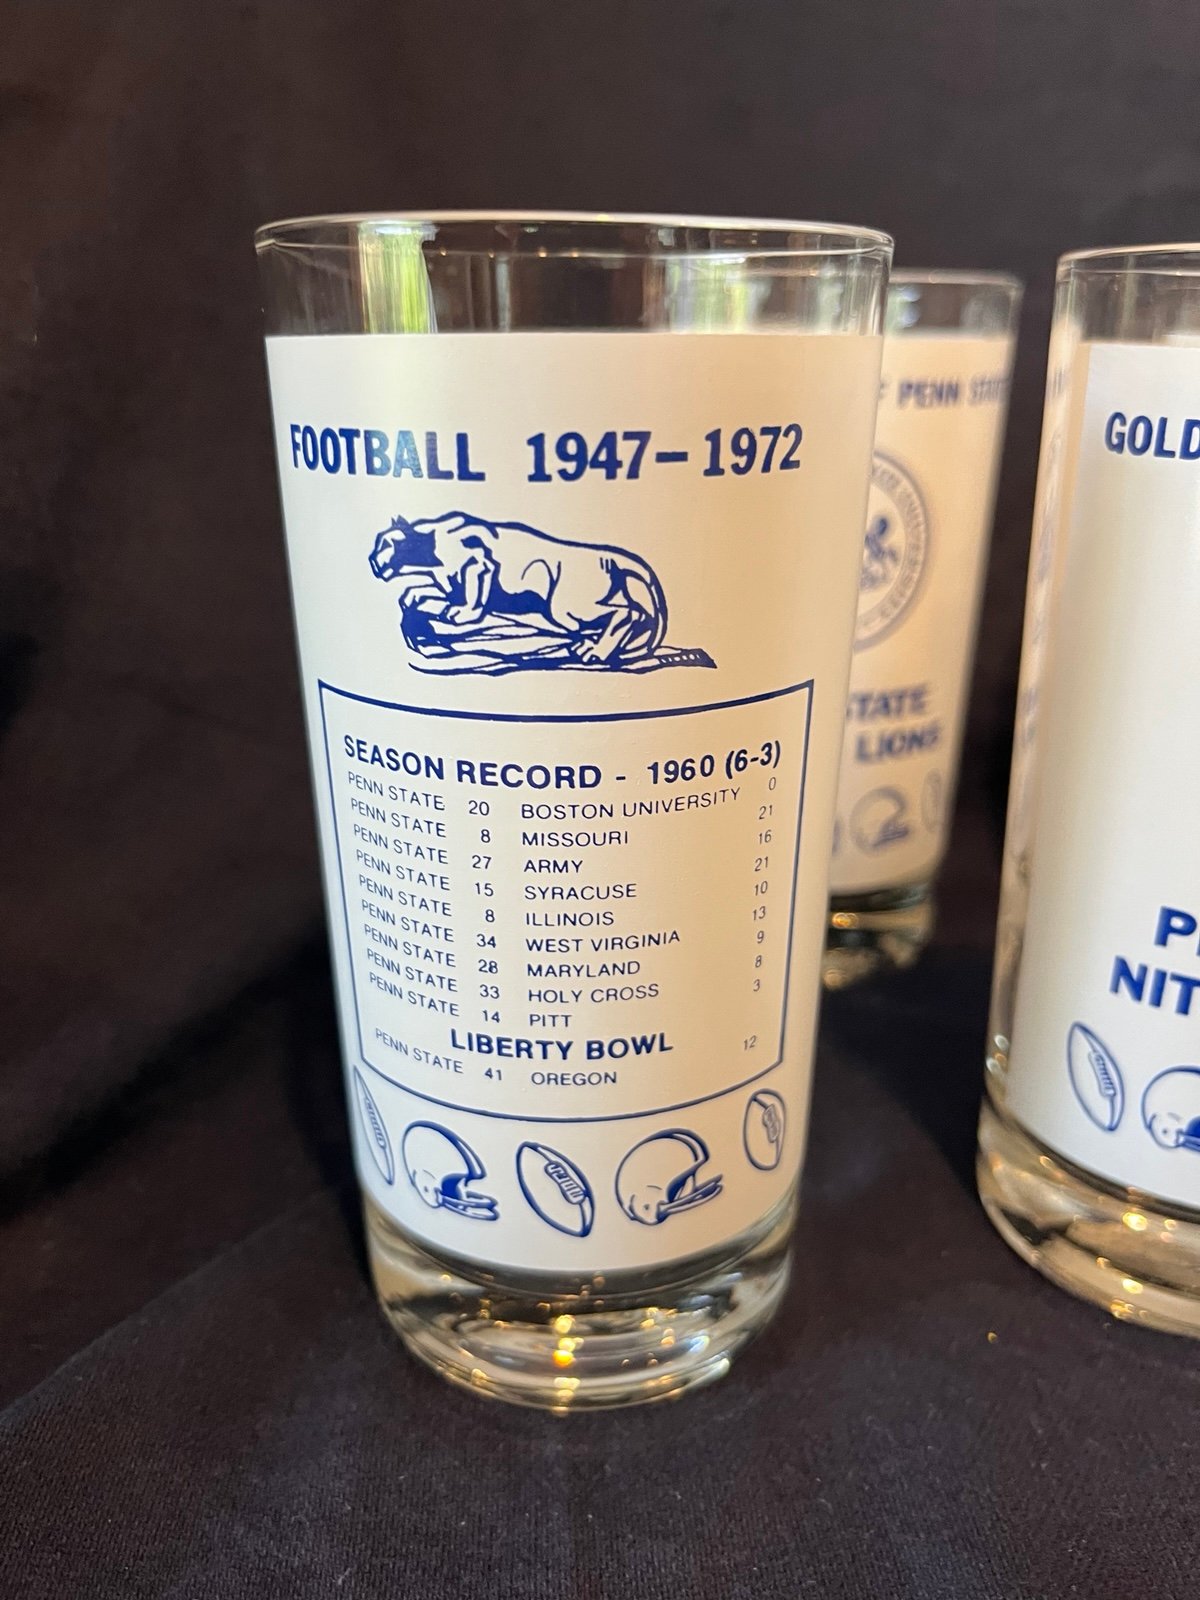 FOOTBALL 1947-1972
SEASON RECORD - 1960 (6-3)
PENN STATE 20 BOSTON UNIVERSITY 0
PENN STATE 8 MISSOURI 21
PENN STATE 27 ARMY 16
PENN STATE 15 SYRACUSE 21
PENN STATE 8 ILLINOIS 10
PENN STATE 34 WEST VIRGINIA 13
PENN STATE 28 MARYLAND 9
PENN STATE 33 HOLY CROSS 8
PENN STATE 14 PITT 3
LIBERTY BOWL
PENN STATE 41 OREGON 12
PENN STATE
STATE
LIONS
GOLD
NIT